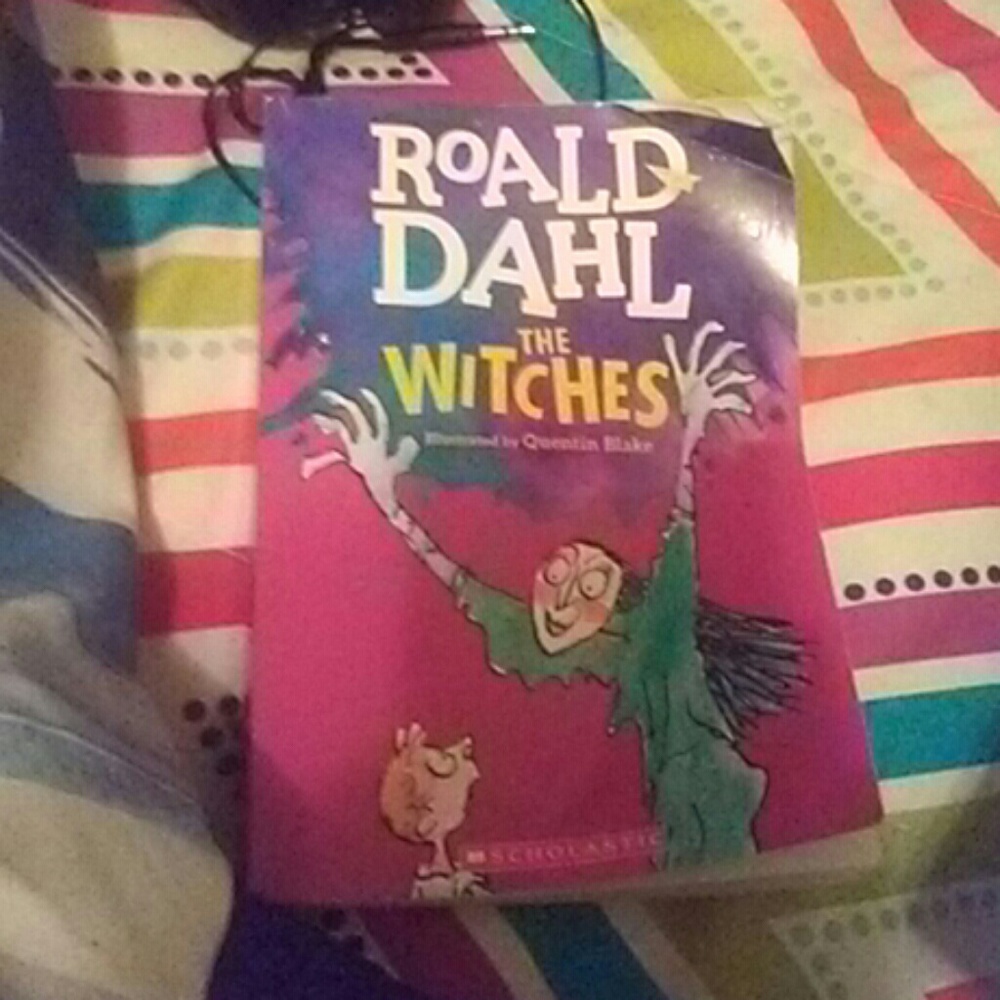 ROALD
DAHL
THE
WITCHES
Illustrated by Quentin Blake
SCHOLASTIC